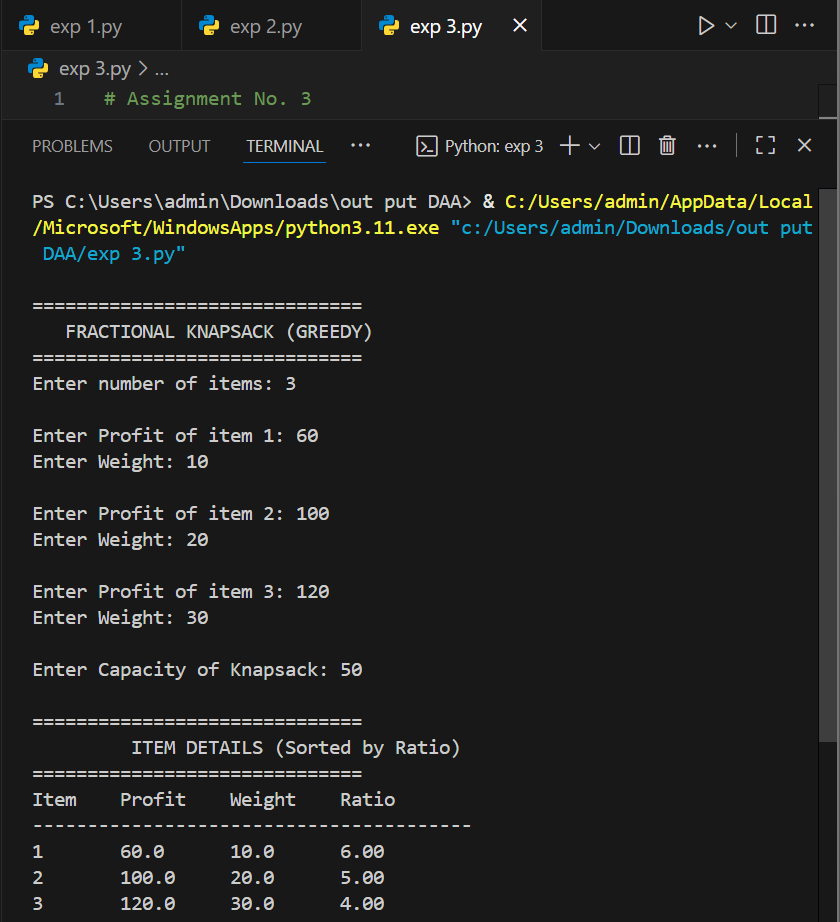 exp 1.py exp 2.py exp 3.py
exp 3.py > ...
1 # Assignment No. 3
PROBLEMS OUTPUT TERMINAL ... Python: exp 3
PS C:\Users\admin\Downloads\out put DAA> & C:/Users/admin/AppData/Local
/Microsoft/WindowsApps/python3.11.exe "c:/Users/admin/Downloads/out put
DAA/exp 3.py"
==============================
FRACTIONAL KNAPSACK (GREEDY)
==============================
Enter number of items: 3
Enter Profit of item 1: 60
Enter Weight: 10
Enter Profit of item 2: 100
Enter Weight: 20
Enter Profit of item 3: 120
Enter Weight: 30
Enter Capacity of Knapsack: 50
==============================
ITEM DETAILS (Sorted by Ratio)
==============================
Item Profit Weight Ratio
----------------------------------------
1 60.0 10.0 6.00
2 100.0 20.0 5.00
3 120.0 30.0 4.00